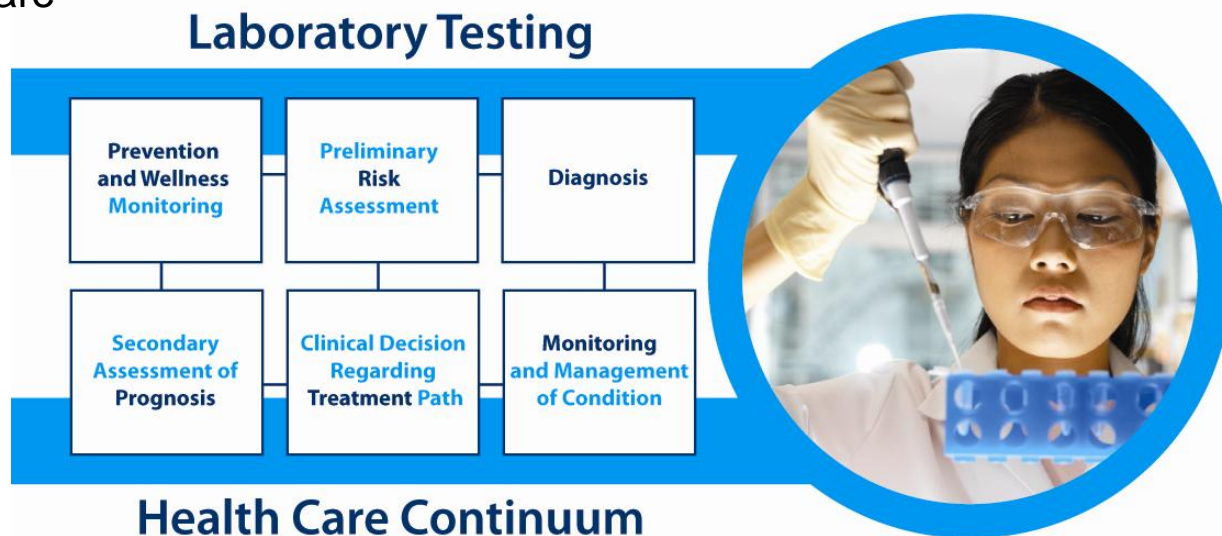 Laboratory Testing
Prevention
and Wellness
Monitoring
Preliminary
Risk
Assessment
Diagnosis
Secondary
Assessment of
Prognosis
Clinical Decision
Regarding
Treatment Path
Monitoring
and Management
of Condition
Health Care Continuum